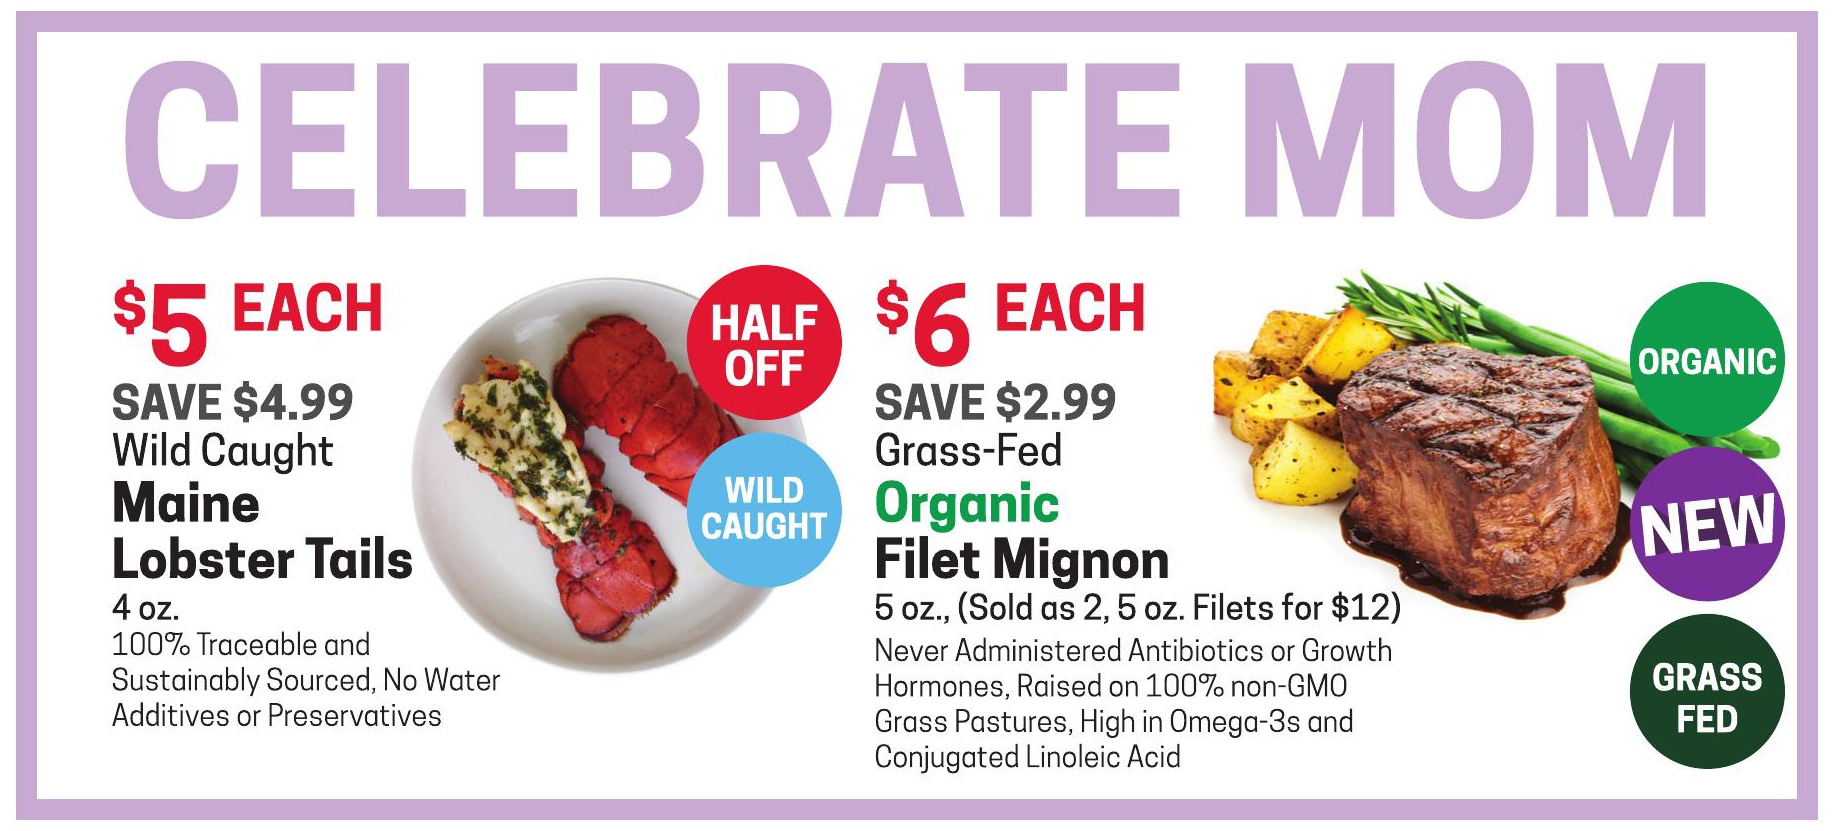 CELEBRATE MOM
$5 EACH
SAVE $4.99
Wild Caught
Maine
Lobster Tails
4 oz.
100% Traceable and
Sustainably Sourced, No Water
Additives or Preservatives
HALF
OFF
WILD
CAUGHT
$6 EACH
SAVE $2.99
Grass-Fed
Organic
Filet Mignon
5 oz., (Sold as 2, 5 oz. Filets for $12)
Never Administered Antibiotics or Growth
Hormones, Raised on 100% non-GMO
Grass Pastures, High in Omega-3s and
Conjugated Linoleic Acid
ORGANIC
NEW
GRASS
FED